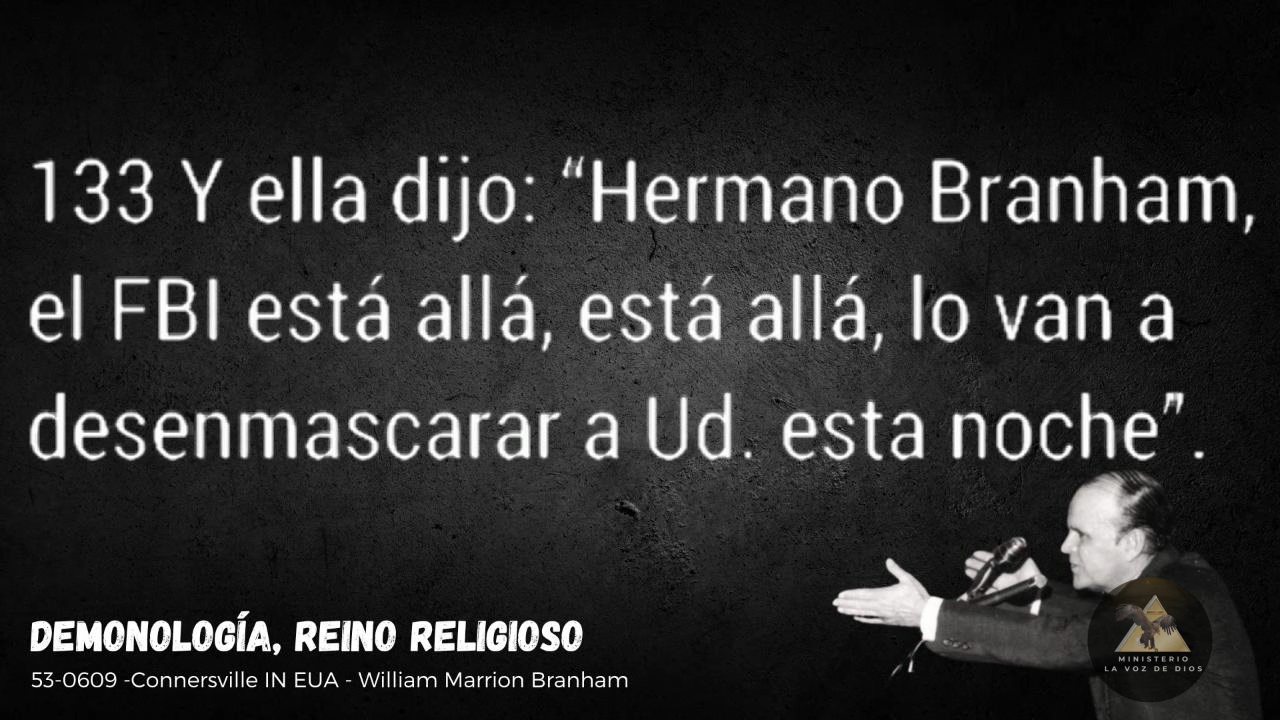 133 Y ella dijo: “Hermano Branham,
el FBI está allá, está allá, lo van a
desenmascarar a Ud. esta noche”.
DEMONOLOGÍA, REINO RELIGIOSO
53-0609 -Connersville IN EUA - William Marrion Branham
MINISTERIO
LA VOZ DE DIOS